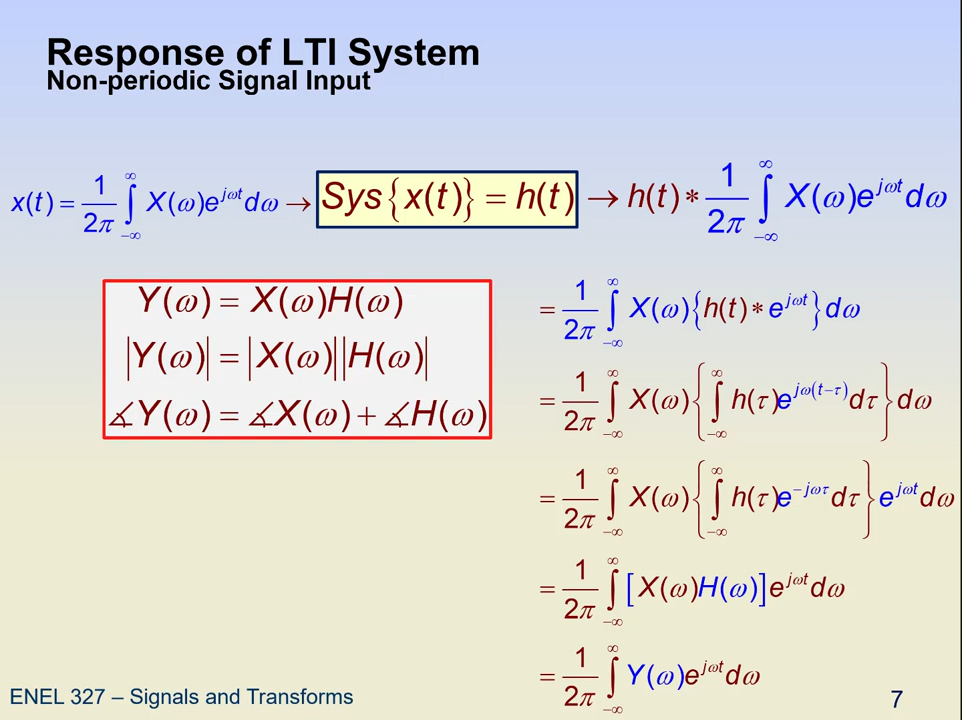 Response of LTI System
Non-periodic Signal Input
x(t) = 1/2π ∫_{-∞}^{∞} X(ω)e^{jωt}dω → Sys{x(t)} = h(t) → h(t) * 1/2π ∫_{-∞}^{∞} X(ω)e^{jωt}dω
Y(ω) = X(ω)H(ω)
|Y(ω)| = |X(ω)||H(ω)|
∡Y(ω) = ∡X(ω) + ∡H(ω)
= 1/2π ∫_{-∞}^{∞} X(ω){h(t) * e^{jωt}}dω
= 1/2π ∫_{-∞}^{∞} X(ω){∫_{-∞}^{∞} h(τ)e^{jω(t-τ)}dτ}dω
= 1/2π ∫_{-∞}^{∞} X(ω){∫_{-∞}^{∞} h(τ)e^{-jωτ}dτ}e^{jωt}dω
= 1/2π ∫_{-∞}^{∞} [X(ω)H(ω)]e^{jωt}dω
= 1/2π ∫_{-∞}^{∞} Y(ω)e^{jωt}dω
ENEL 327 – Signals and Transforms
7